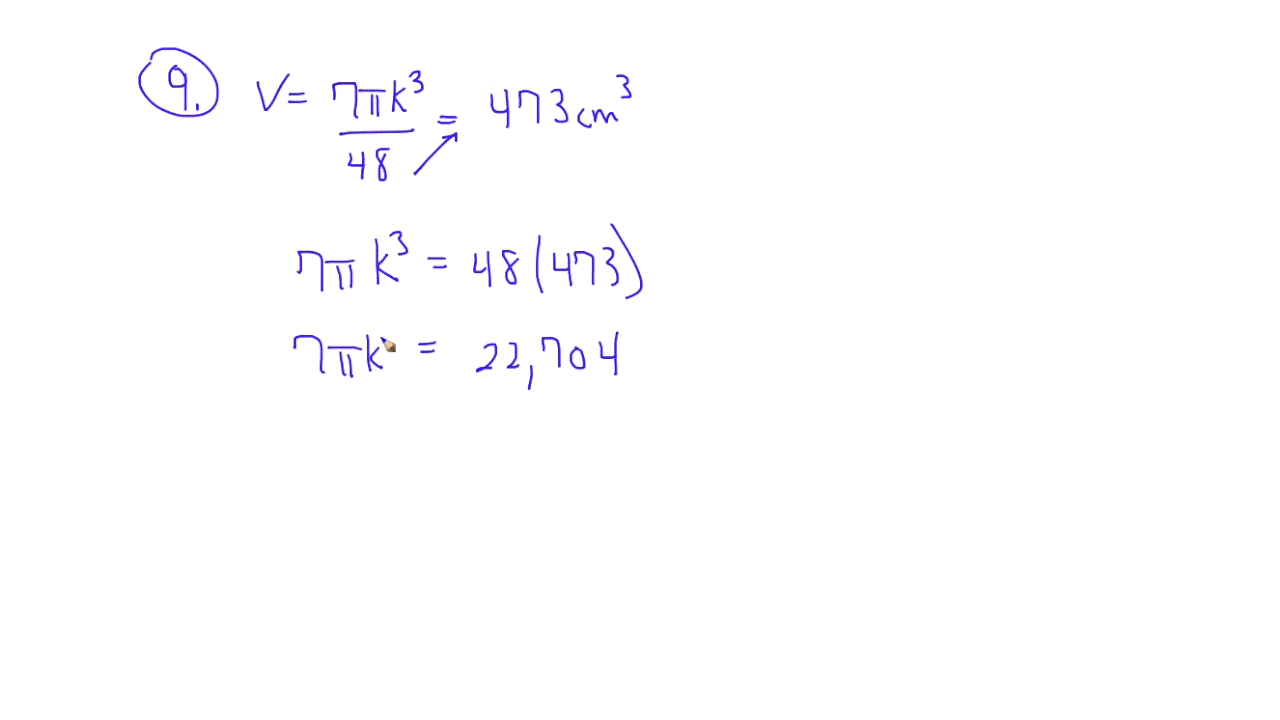 9. V = 7πk³/48 = 473 cm³
7πk³ = 48(473)
7πk = 22,704